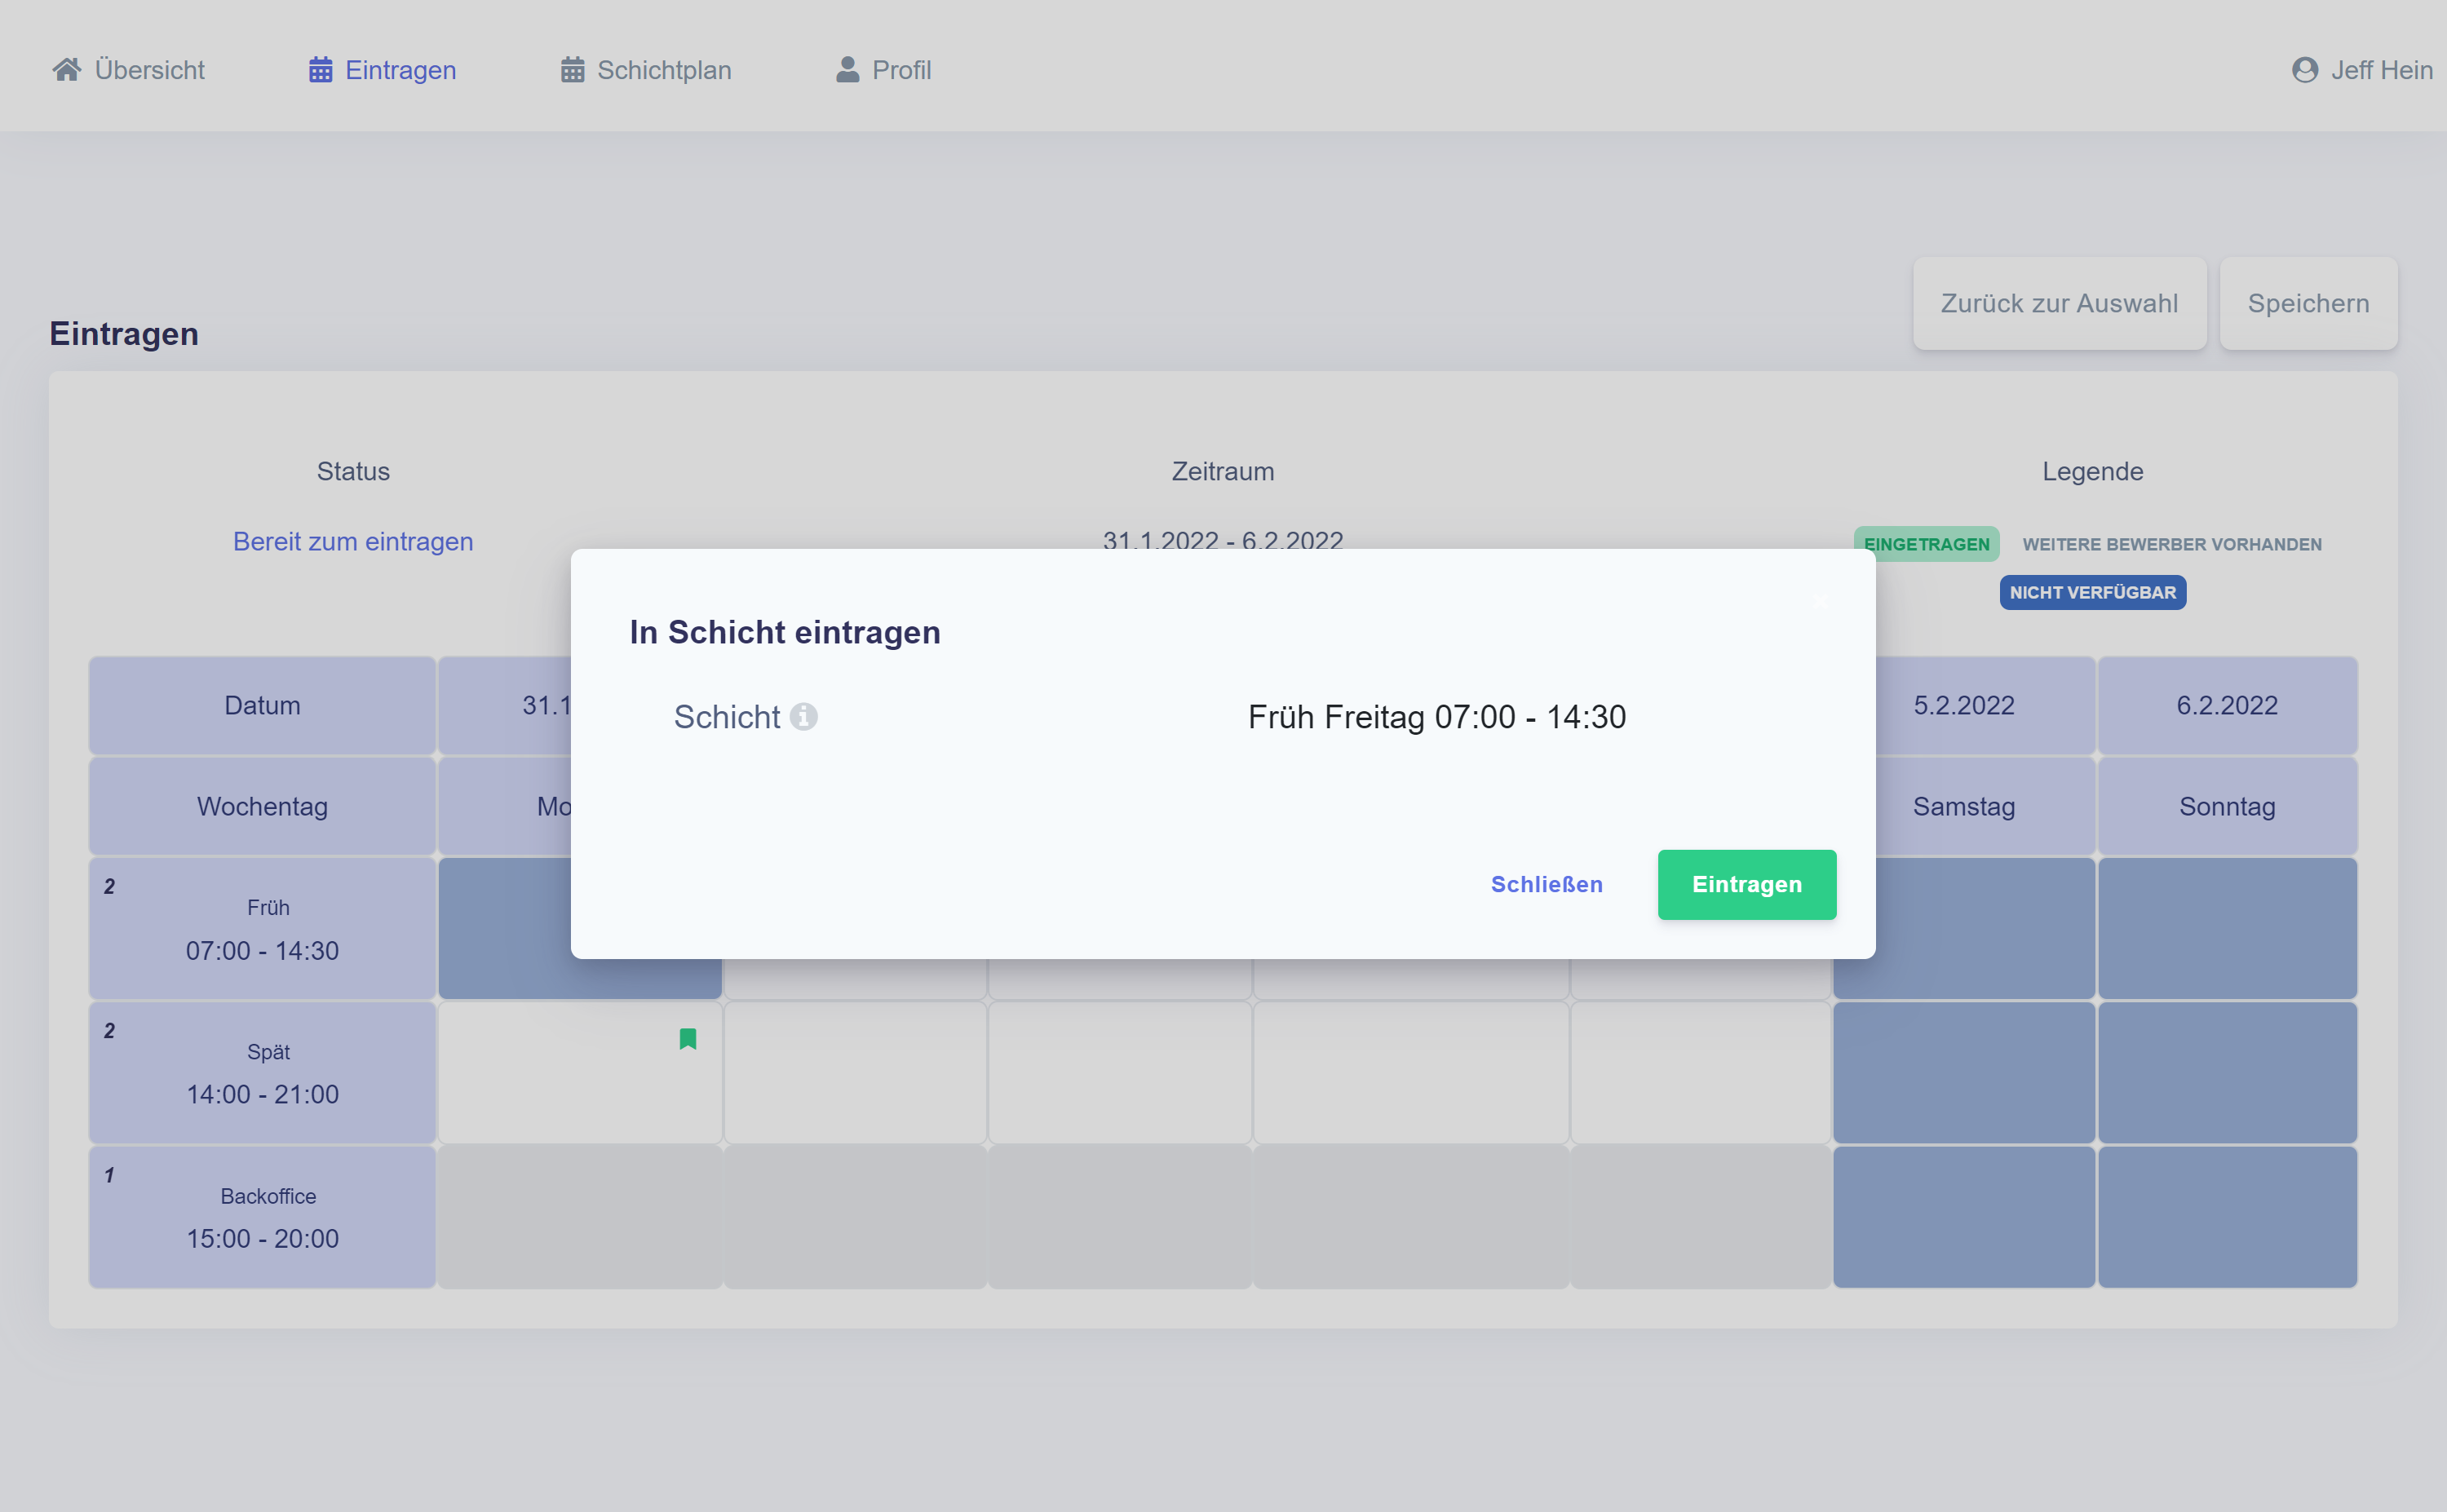 Übersicht Eintragen Schichtplan Profil Jeff Hein
Zurück zur Auswahl Speichern
Eintragen
Status Zeitraum Legende
Bereit zum eintragen 31.1.2022 - 6.2.2022 EINGETRAGEN WEITERE BEWERBER VORHANDEN
NICHT VERFÜGBAR
In Schicht eintragen
Schicht Früh Freitag 07:00 - 14:30
Schließen Eintragen
Datum 31.1 5.2.2022 6.2.2022
Wochentag Mo Samstag Sonntag
2
Früh
07:00 - 14:30
2
Spät
14:00 - 21:00
1
Backoffice
15:00 - 20:00